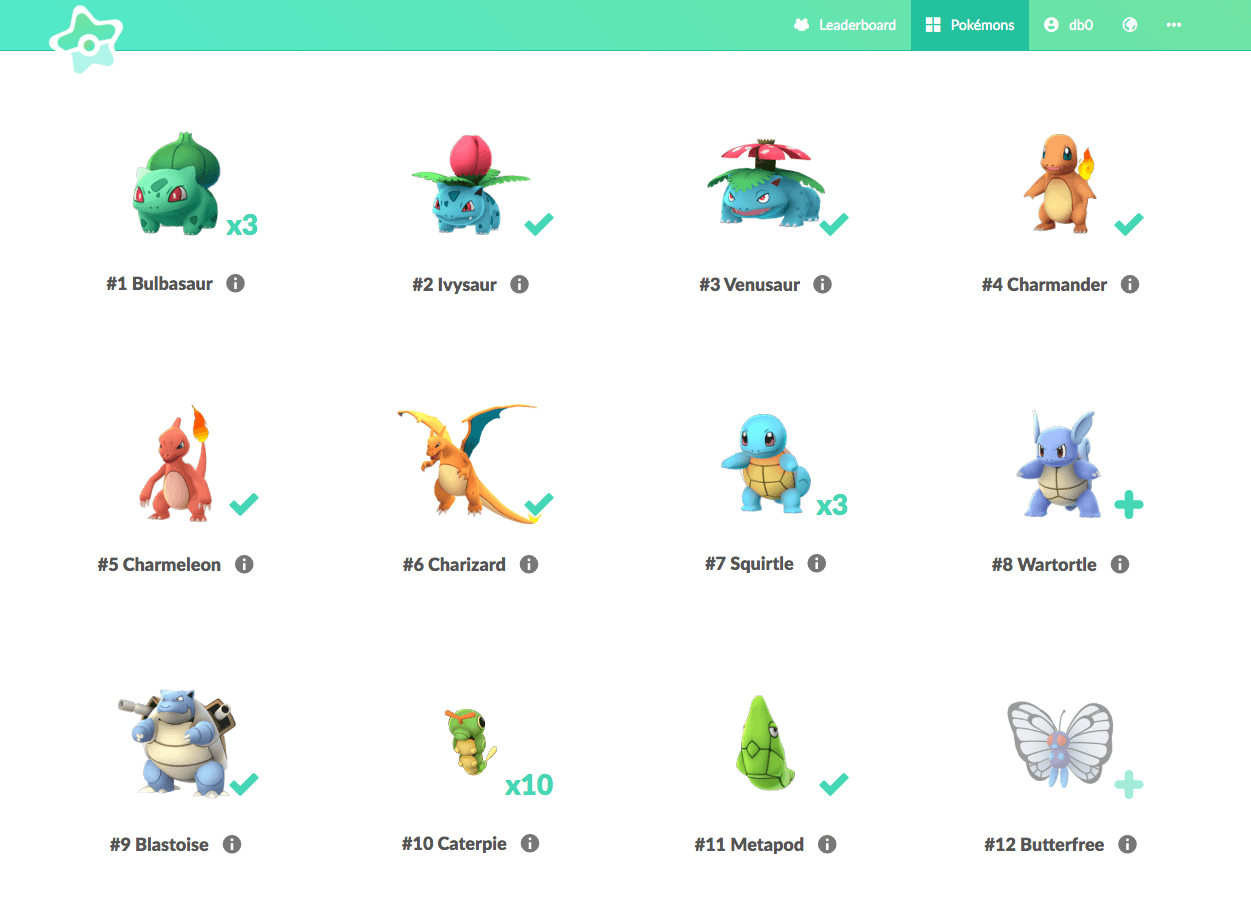 Leaderboard
Pokémons
db0
x3
#1 Bulbasaur
#2 Ivysaur
#3 Venusaur
#4 Charmander
#5 Charmeleon
#6 Charizard
x3
#7 Squirtle
#8 Wartortle
#9 Blastoise
x10
#10 Caterpie
#11 Metapod
#12 Butterfree